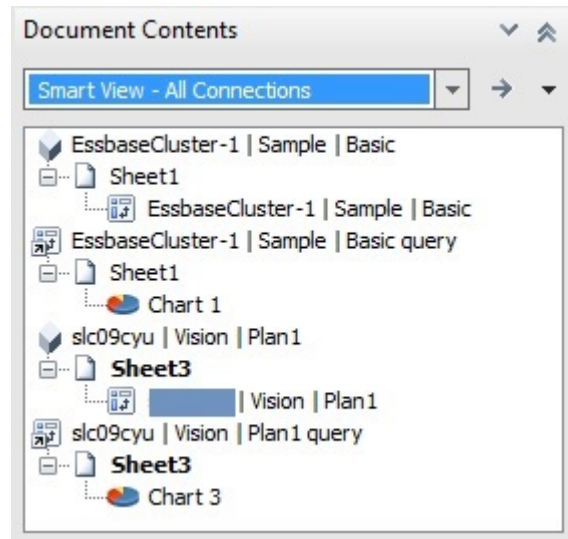 Document Contents
Smart View - All Connections
EssbaseCluster-1 | Sample | Basic
Sheet1
EssbaseCluster-1 | Sample | Basic
EssbaseCluster-1 | Sample | Basic query
Sheet1
Chart 1
slc09cyu | Vision | Plan1
Sheet3
| Vision | Plan1
slc09cyu | Vision | Plan1 query
Sheet3
Chart 3